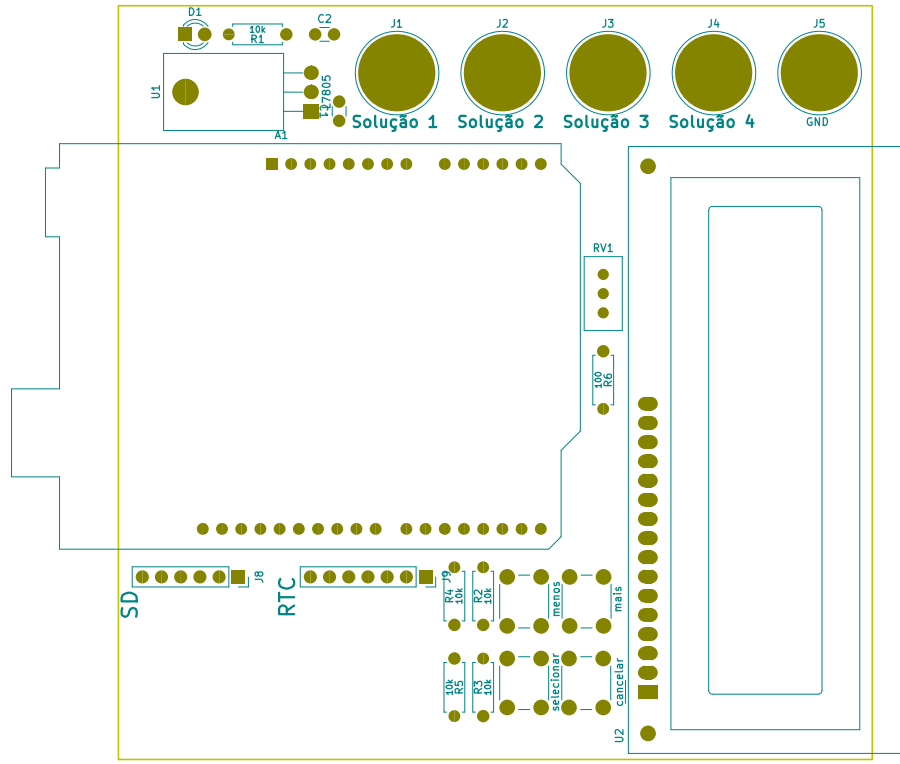 D1
10k
R1
C2
J1
J2
J3
J4
J5
U1
L7805
C1
Solução 1
Solução 2
Solução 3
Solução 4
GND
A1
RV1
100
R6
J8
J9
SD
RTC
R4
10k
R2
10k
menos
mais
10k
R5
R3
10k
selecionar
cancelar
U2